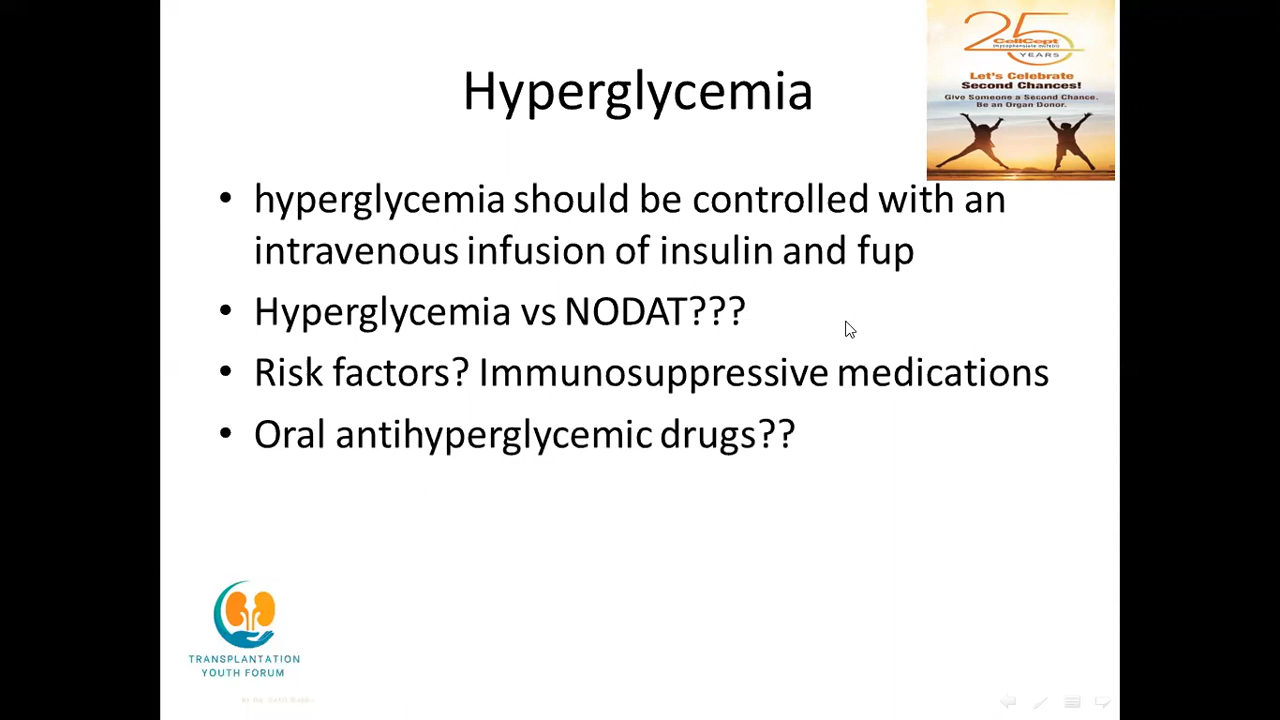 25
CellCept
(mycophenolate mofetil)
YEARS
Let's Celebrate
Second Chances!
Give Someone a Second Chance.
Be an Organ Donor.
Hyperglycemia
• hyperglycemia should be controlled with an
intravenous infusion of insulin and fup
• Hyperglycemia vs NODAT???
• Risk factors? Immunosuppressive medications
• Oral antihyperglycemic drugs??
TRANSPLANTATION
YOUTH FORUM